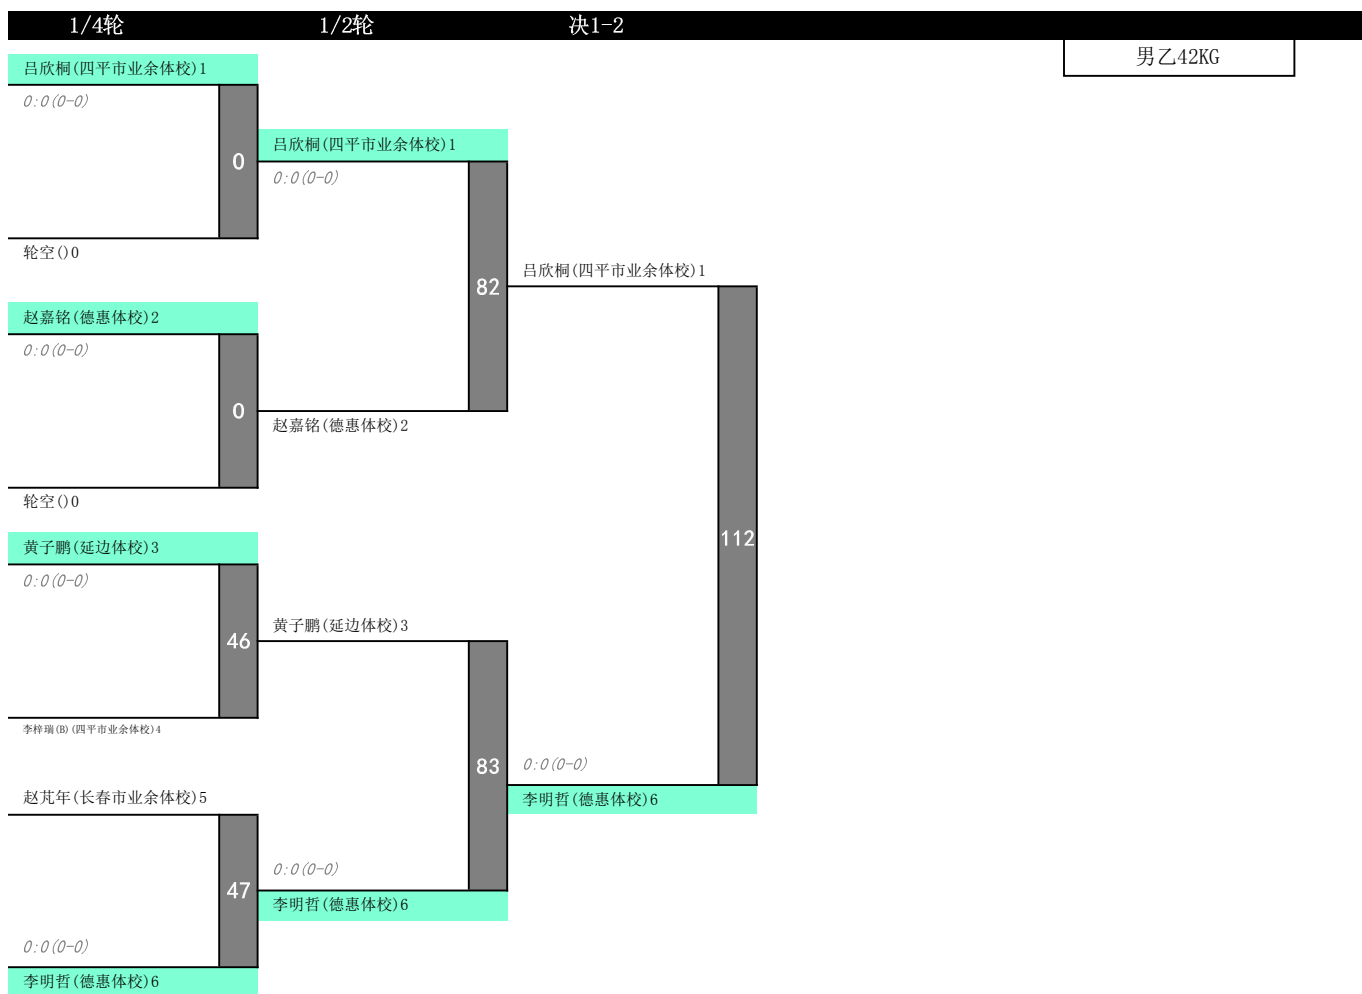 1/4轮 1/2轮 决1-2
男乙42KG
吕欣桐(四平市业余体校)1
0:0(0-0)
0
轮空()0
赵嘉铭(德惠体校)2
0:0(0-0)
0
轮空()0
黄子鹏(延边体校)3
0:0(0-0)
46
李梓瑞(B)(四平市业余体校)4
赵芃年(长春市业余体校)5
47
0:0(0-0)
李明哲(德惠体校)6
吕欣桐(四平市业余体校)1
0:0(0-0)
82
赵嘉铭(德惠体校)2
黄子鹏(延边体校)3
83
0:0(0-0)
李明哲(德惠体校)6
吕欣桐(四平市业余体校)1
112
0:0(0-0)
李明哲(德惠体校)6